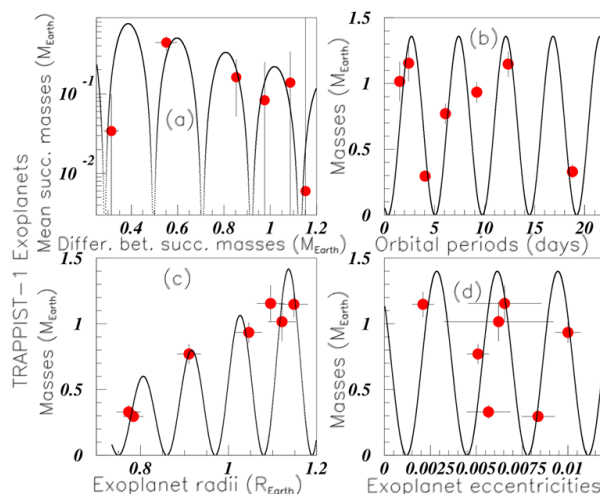 TRAPPIST-1 Exoplanets
Mean succ. masses (M_Earth)
10^-1
10^-2
(a)
0.4 0.6 0.8 1 1.2
Differ. bet. succ. masses (M_Earth)
Masses (M_Earth)
1.5
1
0.5
0
(b)
0 5 10 15 20
Orbital periods (days)
Masses (M_Earth)
1.5
1
0.5
0
(c)
0.8 1 1.2
Exoplanet radii (R_Earth)
Masses (M_Earth)
1.5
1
0.5
0
(d)
0 0.0025 0.005 0.0075 0.01
Exoplanet eccentricities